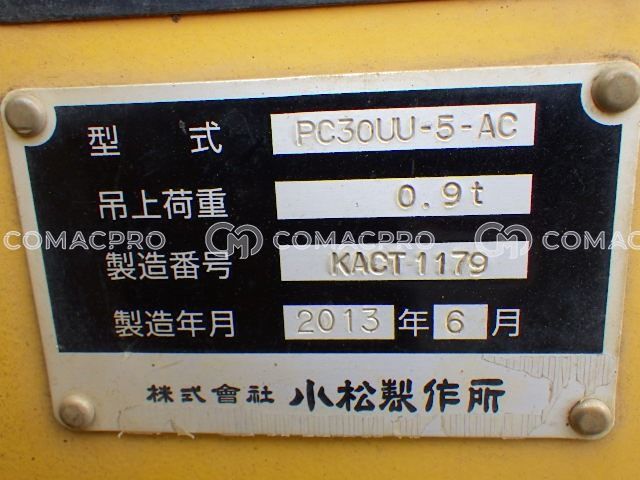 型式 PC30UU-5-AC
吊上荷重 0.9t
COMACPRO COMACPRO COMACPRO
製造番号 KACT-1179
製造年月 2013年6月
株式會社 小松製作所